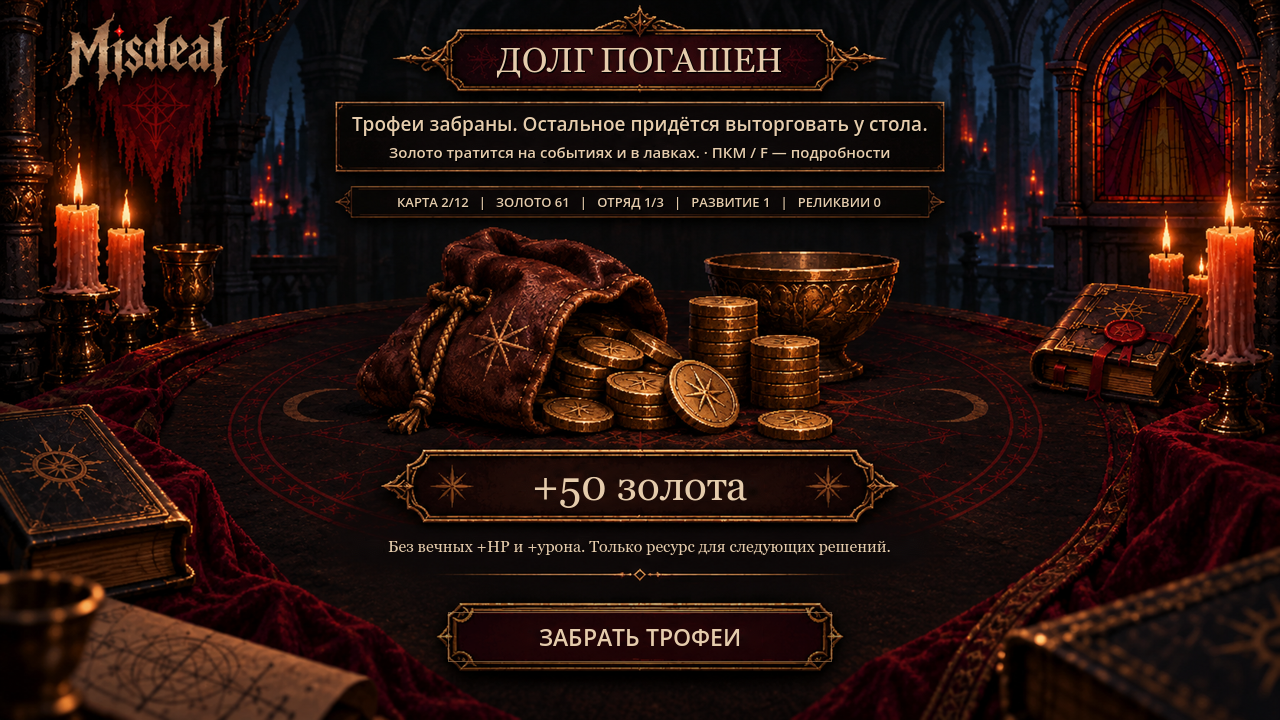 Misdeal
ДОЛГ ПОГАШЕН
Трофеи забраны. Остальное придётся выторговать у стола.
Золото тратится на событиях и в лавках. · ПКМ / F — подробности
КАРТА 2/12 | ЗОЛОТО 61 | ОТРЯД 1/3 | РАЗВИТИЕ 1 | РЕЛИКВИИ 0
+50 золота
Без вечных +HP и +урона. Только ресурс для следующих решений.
ЗАБРАТЬ ТРОФЕИ